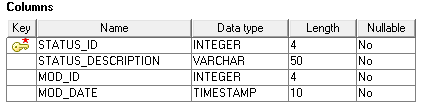 Columns
Key Name Data type Length Nullable
STATUS_ID INTEGER 4 No
STATUS_DESCRIPTION VARCHAR 50 No
MOD_ID INTEGER 4 No
MOD_DATE TIMESTAMP 10 No